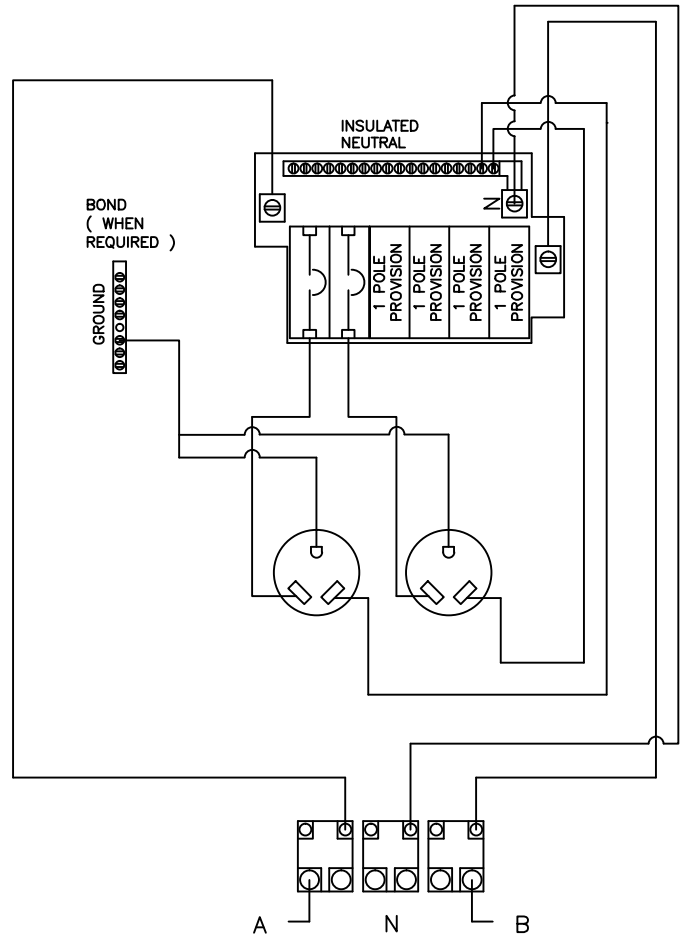 INSULATED
NEUTRAL
BOND
( WHEN
REQUIRED )
N
GROUND
1 POLE
PROVISION
1 POLE
PROVISION
1 POLE
PROVISION
1 POLE
PROVISION
A
N
B